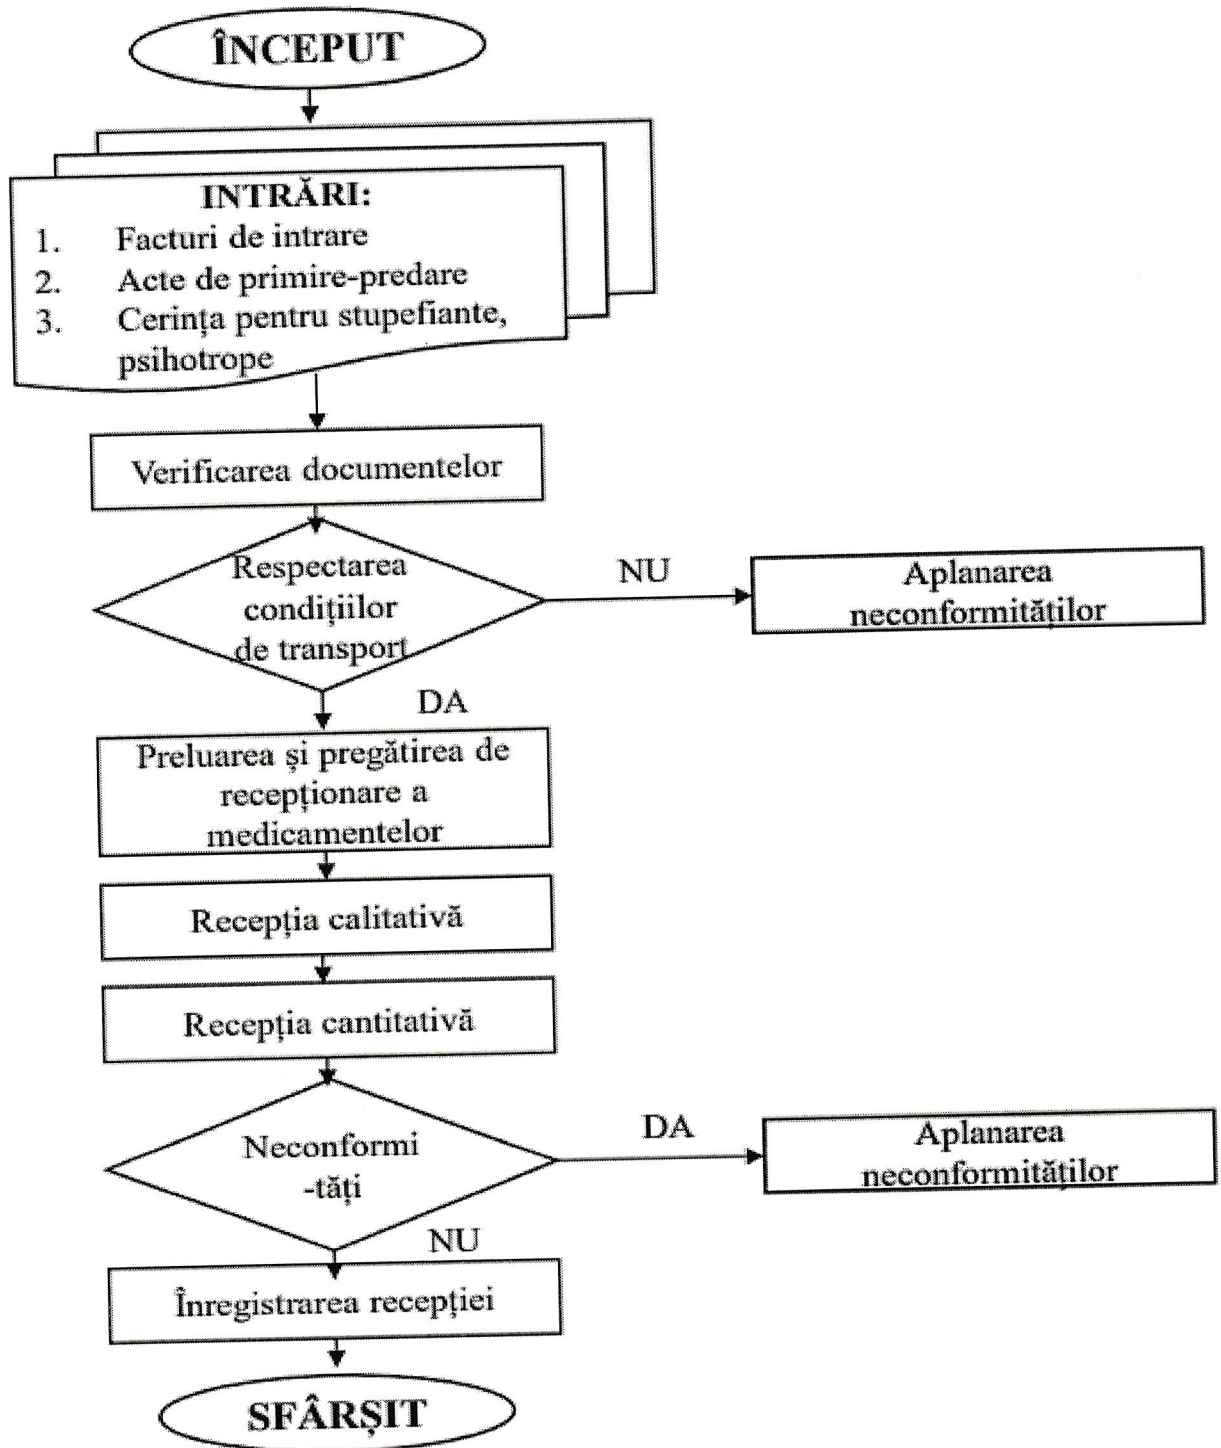 ÎNCEPUT
INTRĂRI:
1. Facturi de intrare
2. Acte de primire-predare
3. Cerința pentru stupefiante,
psihotrope
Verificarea documentelor
Respectarea
condițiilor
de transport
NU
Aplanarea
neconformităților
DA
Preluarea și pregătirea de
recepționare a
medicamentelor
Recepția calitativă
Recepția cantitativă
Neconformi
-tăți
DA
Aplanarea
neconformităților
NU
Înregistrarea recepției
SFÂRȘIT